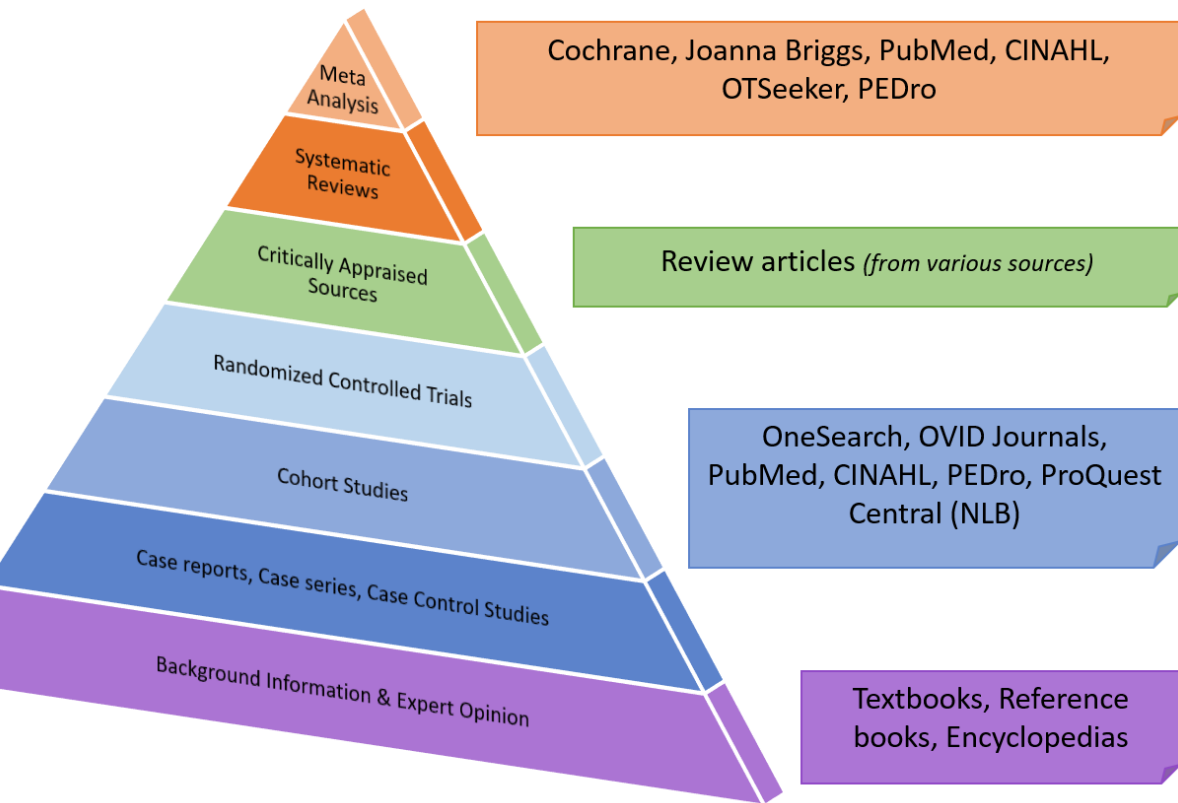 Meta
Analysis
Cochrane, Joanna Briggs, PubMed, CINAHL,
OTSeeker, PEDro
Systematic
Reviews
Critically Appraised
Sources
Review articles (from various sources)
Randomized Controlled Trials
Cohort Studies
OneSearch, OVID Journals,
PubMed, CINAHL, PEDro, ProQuest
Central (NLB)
Case reports, Case series, Case Control Studies
Background Information & Expert Opinion
Textbooks, Reference
books, Encyclopedias